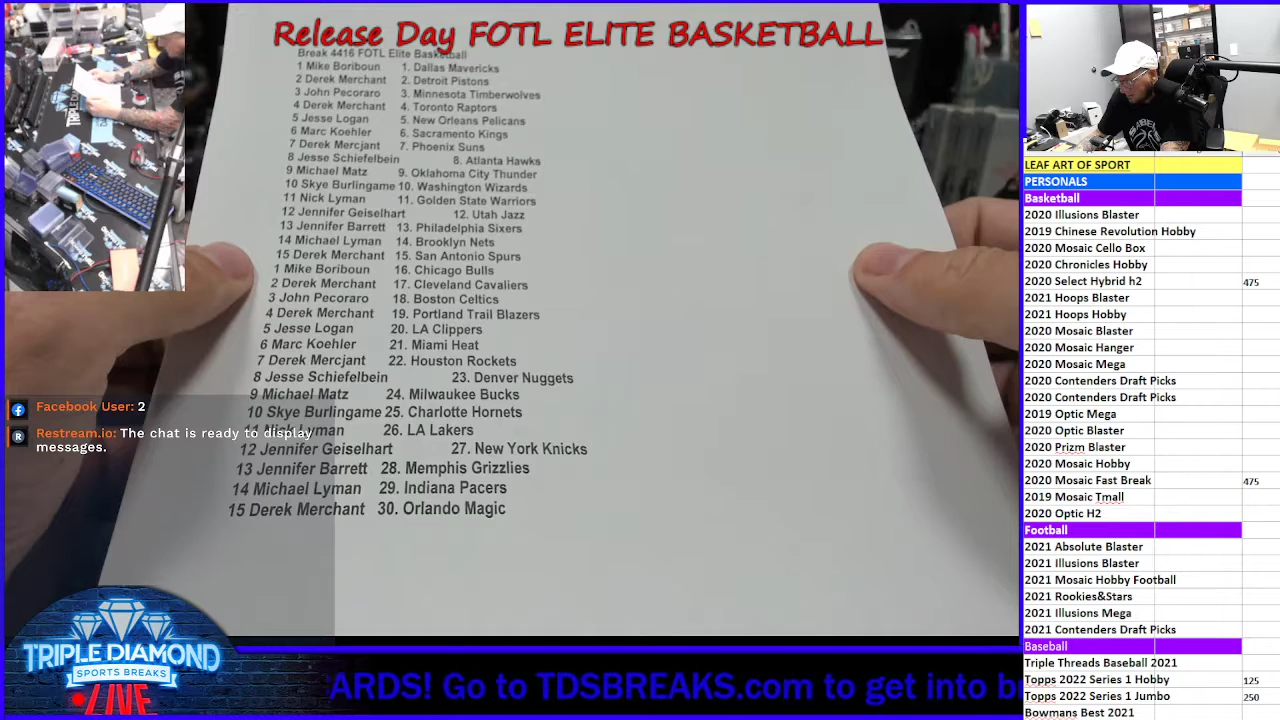 Release Day FOTL ELITE BASKETBALL
Break 4416 FOTL Elite Basketball
1 Mike Boriboun 1. Dallas Mavericks
2 Derek Merchant 2. Detroit Pistons
3 John Pecoraro 3. Minnesota Timberwolves
4 Derek Merchant 4. Toronto Raptors
5 Jesse Logan 5. New Orleans Pelicans
6 Marc Koehler 6. Sacramento Kings
7 Derek Mercjant 7. Phoenix Suns
8 Jesse Schiefelbein 8. Atlanta Hawks
9 Michael Matz 9. Oklahoma City Thunder
10 Skye Burlingame 10. Washington Wizards
11 Nick Lyman 11. Golden State Warriors
12 Jennifer Geiselhart 12. Utah Jazz
13 Jennifer Barrett 13. Philadelphia Sixers
14 Michael Lyman 14. Brooklyn Nets
15 Derek Merchant 15. San Antonio Spurs
1 Mike Boriboun 16. Chicago Bulls
2 Derek Merchant 17. Cleveland Cavaliers
3 John Pecoraro 18. Boston Celtics
4 Derek Merchant 19. Portland Trail Blazers
5 Jesse Logan 20. LA Clippers
6 Marc Koehler 21. Miami Heat
7 Derek Mercjant 22. Houston Rockets
8 Jesse Schiefelbein 23. Denver Nuggets
9 Michael Matz 24. Milwaukee Bucks
10 Skye Burlingame 25. Charlotte Hornets
Lyman 26. LA Lakers
12 Jennifer Geiselhart 27. New York Knicks
13 Jennifer Barrett 28. Memphis Grizzlies
14 Michael Lyman 29. Indiana Pacers
15 Derek Merchant 30. Orlando Magic
Facebook User: 2
Restream.io: The chat is ready to display
messages.
TRIPLE DIAMOND
SPORTS BREAKS
LIVE
ARDS! Go to TDSBREAKS.com to get into b
LEAF ART OF SPORT
PERSONALS
Basketball
2020 Illusions Blaster
2019 Chinese Revolution Hobby
2020 Mosaic Cello Box
2020 Chronicles Hobby
2020 Select Hybrid h2 475
2021 Hoops Blaster
2021 Hoops Hobby
2020 Mosaic Blaster
2020 Mosaic Hanger
2020 Mosaic Mega
2020 Contenders Draft Picks
2020 Contenders Draft Picks
2019 Optic Mega
2020 Optic Blaster
2020 Prizm Blaster
2020 Mosaic Hobby
2020 Mosaic Fast Break 475
2019 Mosaic Tmall
2020 Optic H2
Football
2021 Absolute Blaster
2021 Illusions Blaster
2021 Mosaic Hobby Football
2021 Rookies&Stars
2021 Illusions Mega
2021 Contenders Draft Picks
Baseball
Triple Threads Basball 2021
Topps 2022 Series 1 Hobby 125
Topps 2022 Series 1 Jumbo 250
Bowmans Best 2021